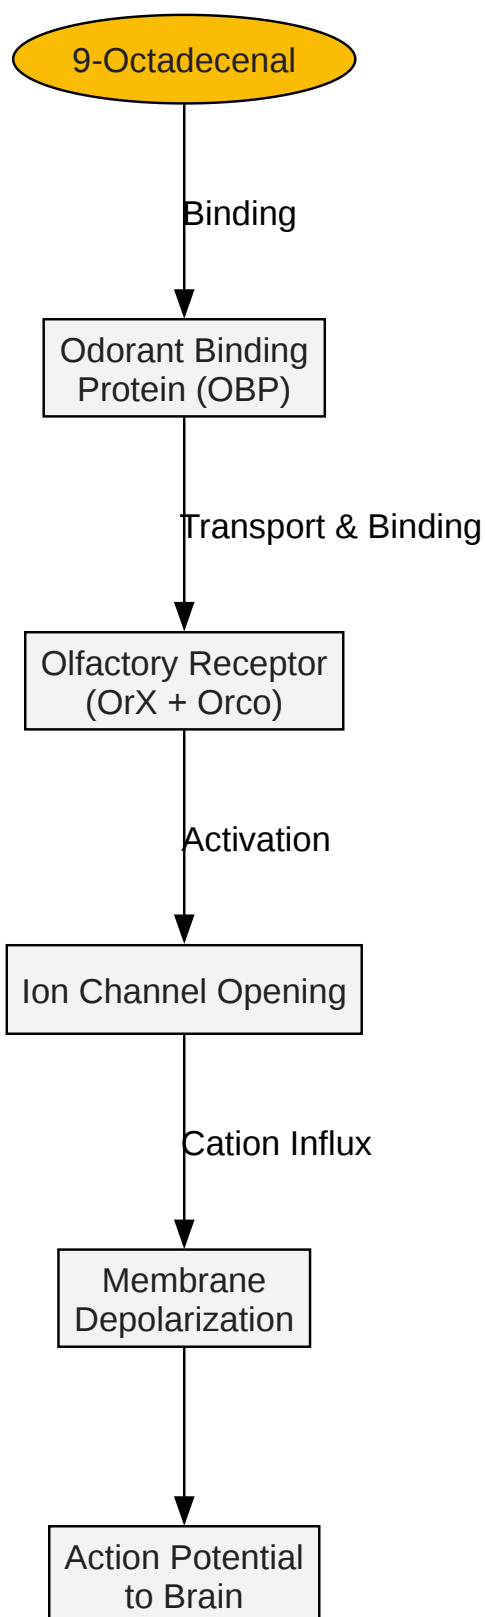 9-Octadecenal
Binding
Odorant Binding
Protein (OBP)
Transport & Binding
Olfactory Receptor
(OrX + Orco)
Activation
Ion Channel Opening
Cation Influx
Membrane
Depolarization
Action Potential
to Brain